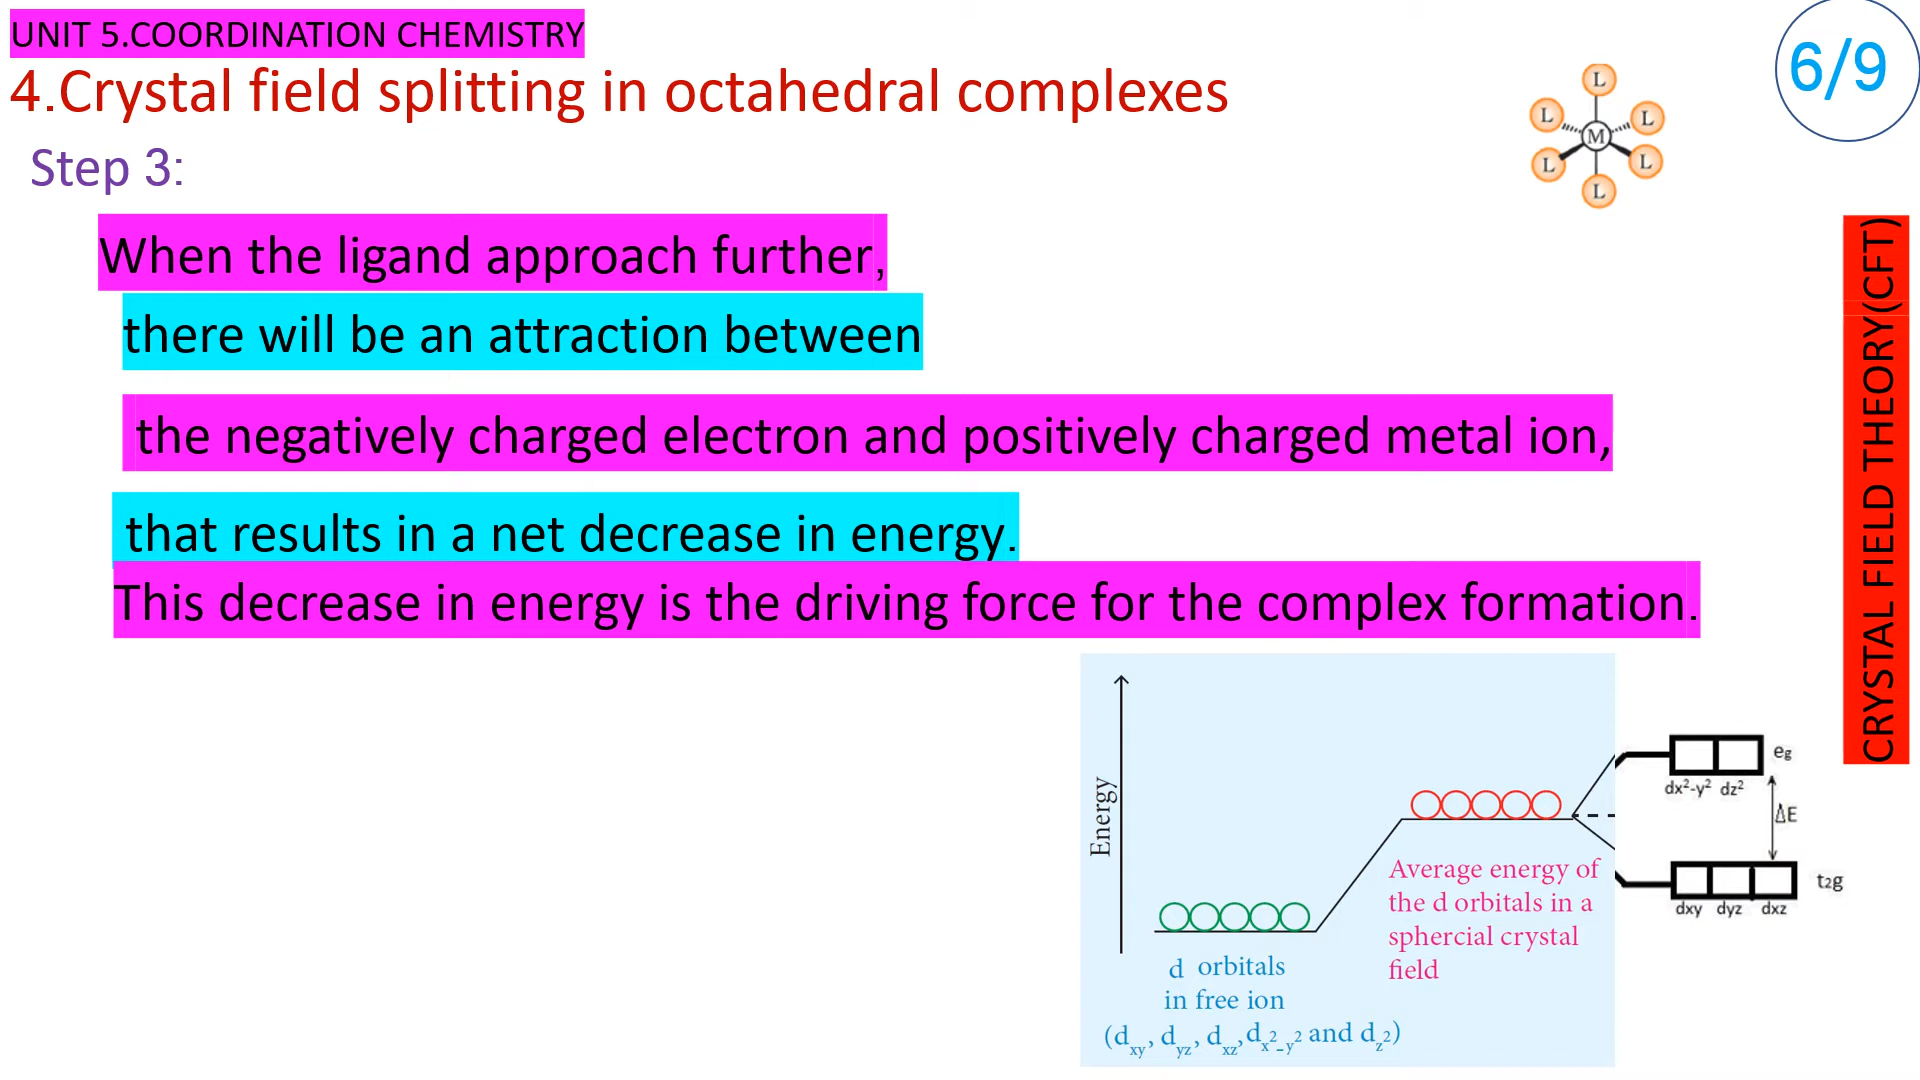 UNIT 5.COORDINATION CHEMISTRY
6/9
4.Crystal field splitting in octahedral complexes
Step 3:
L
L
L
M
L
L
L
When the ligand approach further,
there will be an attraction between
the negatively charged electron and positively charged metal ion,
that results in a net decrease in energy.
This decrease in energy is the driving force for the complex formation.
CRYSTAL FIELD THEORY(CFT)
Energy
eg
dx²-y² dz²
ΔE
t2g
dxy dyz dxz
Average energy of
the d orbitals in a
sphercial crystal
field
d orbitals
in free ion
(dxy, dyz, dxz, dx²–y² and dz²)